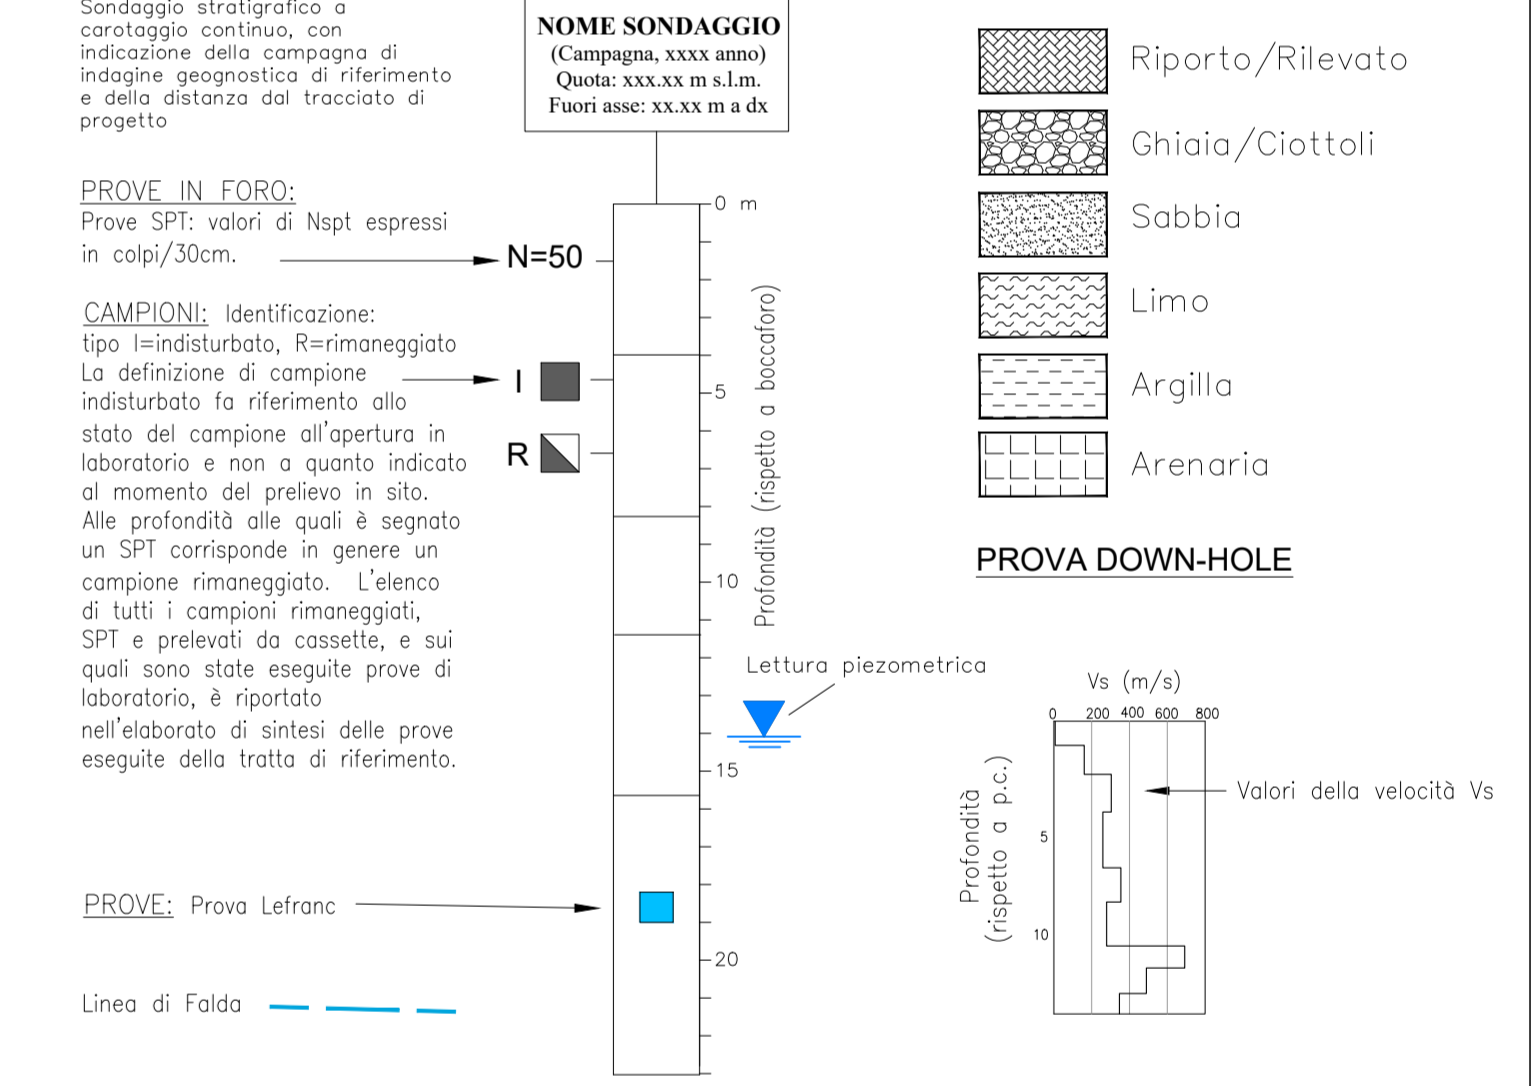 Sondaggio stratigrafico a
carotaggio continuo, con
indicazione della campagna di
indagine geognostica di riferimento
e della distanza dal tracciato di
progetto
NOME SONDAGGIO
(Campagna, xxxx anno)
Quota: xxx.xx m s.l.m.
Fuori asse: xx.xx m a dx
PROVE IN FORO:
Prove SPT: valori di Nspt espressi
in colpi/30cm.
N=50
CAMPIONI: Identificazione:
tipo I=indisturbato, R=rimaneggiato
La definizione di campione
indisturbato fa riferimento allo
stato del campione all'apertura in
laboratorio e non a quanto indicato
al momento del prelievo in sito.
Alle profondità alle quali è segnato
un SPT corrisponde in genere un
campione rimaneggiato. L'elenco
di tutti i campioni rimaneggiati,
SPT e prelevati da cassette, e sui
quali sono state eseguite prove di
laboratorio, è riportato
nell'elaborato di sintesi delle prove
eseguite della tratta di riferimento.
I
R
PROVE: Prova Lefranc
Linea di Falda
0 m
5
10
15
20
Profondità (rispetto a boccaforo)
Lettura piezometrica
Riporto/Rilevato
Ghiaia/Ciottoli
Sabbia
Limo
Argilla
Arenaria
PROVA DOWN-HOLE
Vs (m/s)
0 200 400 600 800
5
10
Profondità
(rispetto a p.c.)
Valori della velocità Vs